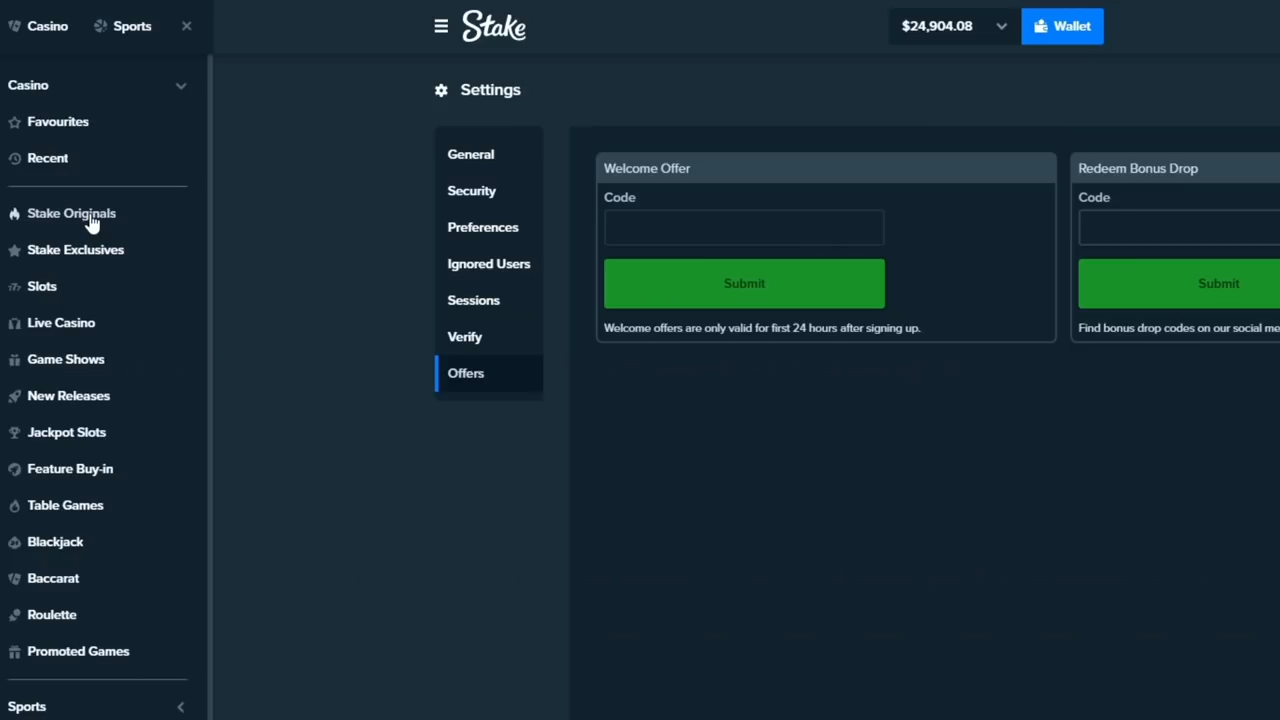 Casino
Sports
Stake
$24,904.08
Wallet
Casino
Favourites
Recent
Stake Originals
Stake Exclusives
Slots
Live Casino
Game Shows
New Releases
Jackpot Slots
Feature Buy-in
Table Games
Blackjack
Baccarat
Roulette
Promoted Games
Sports
Settings
General
Security
Preferences
Ignored Users
Sessions
Verify
Offers
Welcome Offer
Code
Submit
Welcome offers are only valid for first 24 hours after signing up.
Redeem Bonus Drop
Code
Submit
Find bonus drop codes on our social me